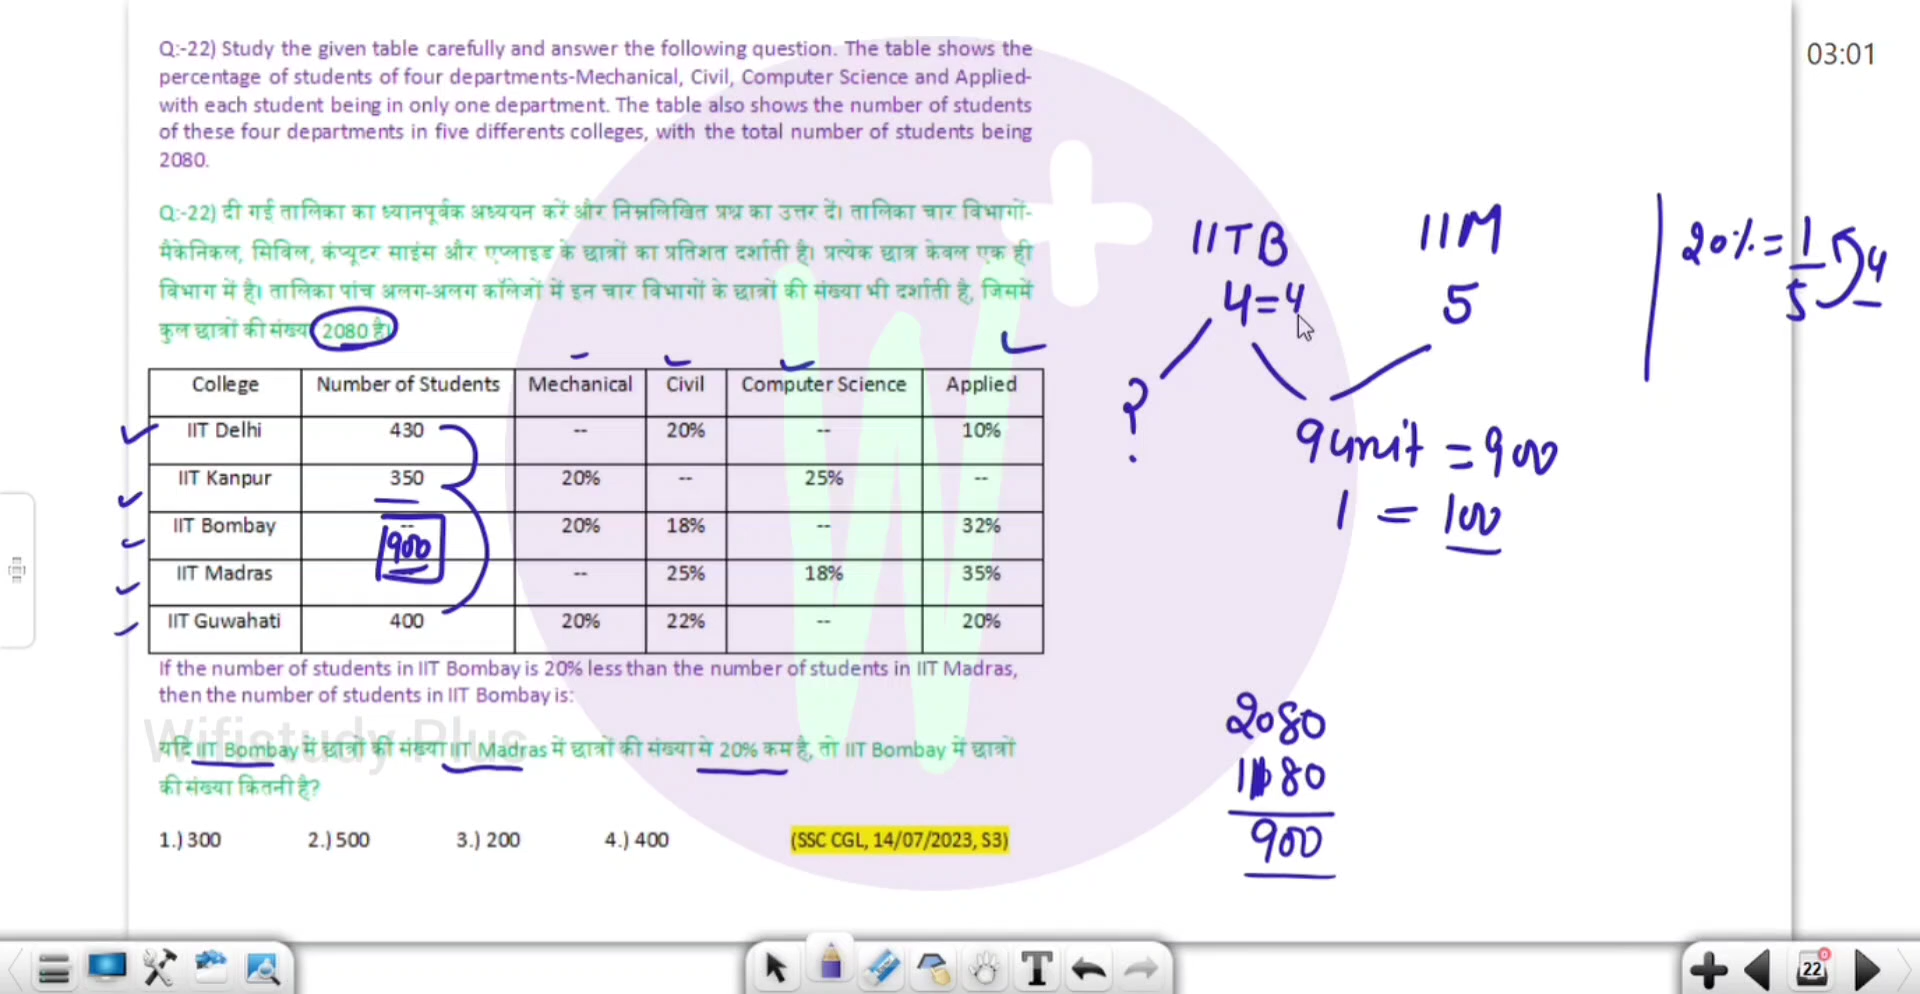 03:01
Q:-22) Study the given table carefully and answer the following question. The table shows the
percentage of students of four departments-Mechanical, Civil, Computer Science and Applied-
with each student being in only one department. The table also shows the number of students
of these four departments in five differents colleges, with the total number of students being
2080.
Q:-22) दी गई तालिका का ध्यानपूर्वक अध्ययन करें और निम्नलिखित प्रश्न का उत्तर दें। तालिका चार विभागों-
मैकेनिकल, सिविल, कंप्यूटर साइंस और एप्लाइड के छात्रों का प्रतिशत दर्शाती है। प्रत्येक छात्र केवल एक ही
विभाग में है। तालिका पांच अलग-अलग कॉलेजों में इन चार विभागों के छात्रों की संख्या भी दर्शाती है, जिसमें
कुल छात्रों की संख्या 2080 है।
College Number of Students Mechanical Civil Computer Science Applied
IIT Delhi 430 -- 20% -- 10%
IIT Kanpur 350 20% -- 25% --
IIT Bombay -- 20% 18% -- 32%
900
IIT Madras -- 25% 18% 35%
IIT Guwahati 400 20% 22% -- 20%
If the number of students in IIT Bombay is 20% less than the number of students in IIT Madras,
then the number of students in IIT Bombay is:
Wifistudy Plus
यदि IIT Bombay में छात्रों की संख्या IIT Madras में छात्रों की संख्या से 20% कम है, तो IIT Bombay में छात्रों
की संख्या कितनी है?
1.) 300 2.) 500 3.) 200 4.) 400 (SSC CGL, 14/07/2023, S3)
IITB IIM
4=4 5
?
9 unit = 900
1 = 100
20% = 1/5 4
2080
1180
900
22
0